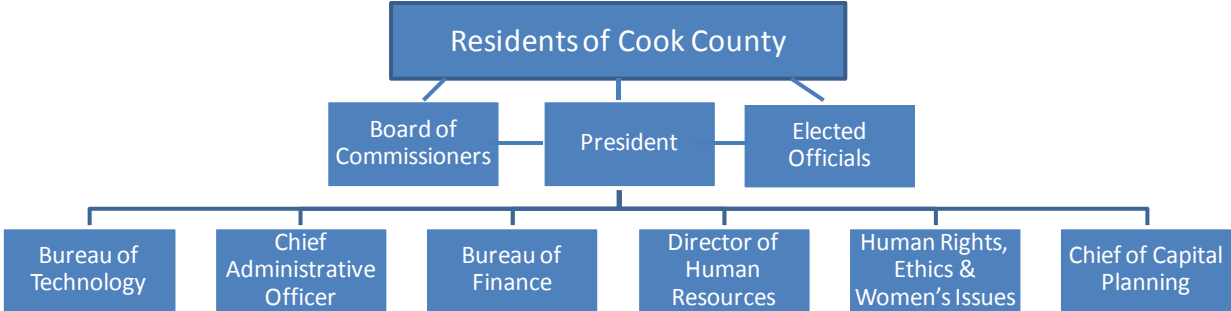 Residents of Cook County
Board of
Commissioners
President
Elected
Officials
Bureau of
Technology
Chief
Administrative
Officer
Bureau of
Finance
Director of
Human
Resources
Human Rights,
Ethics &
Women’s Issues
Chief of Capital
Planning